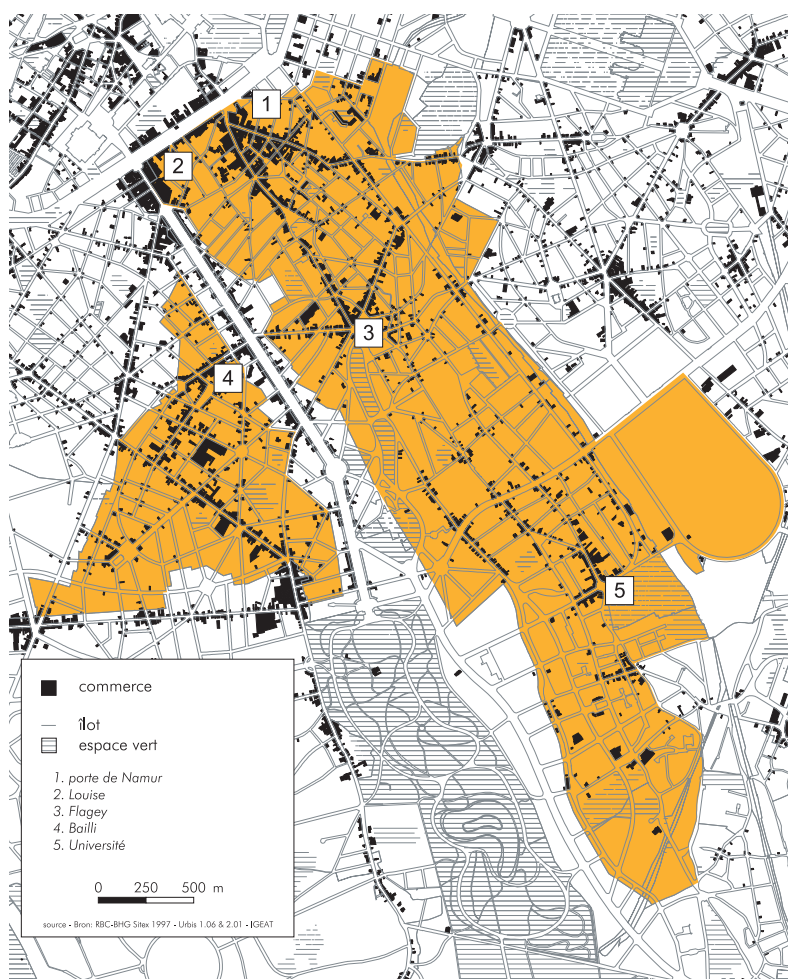 1
2
3
4
5
commerce
îlot
espace vert
1. porte de Namur
2. Louise
3. Flagey
4. Bailli
5. Université
0 250 500 m
source - Bron: RBC-BHG Sitex 1997 - Urbis 1.06 & 2.01 - IGEAT